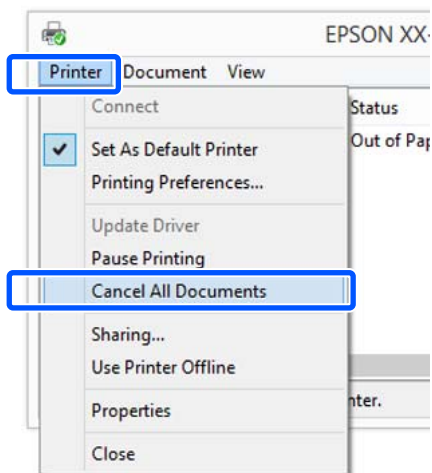 EPSON XX-
Printer Document View
Connect
Status
Set As Default Printer
Out of Pap
Printing Preferences...
Update Driver
Pause Printing
Cancel All Documents
Sharing...
Use Printer Offline
Properties
nter.
Close